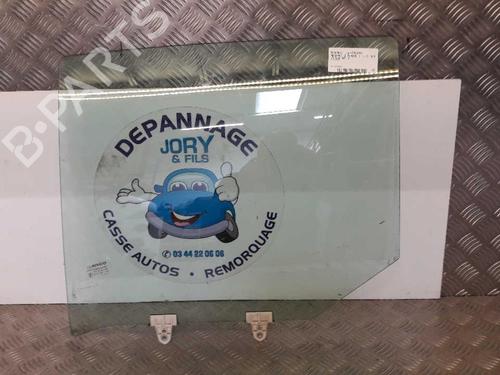 B-PARTS
DEPANNAGE
JORY
& FILS
CASSE AUTOS • REMORQUAGE
✆ 03 44 22 06 06